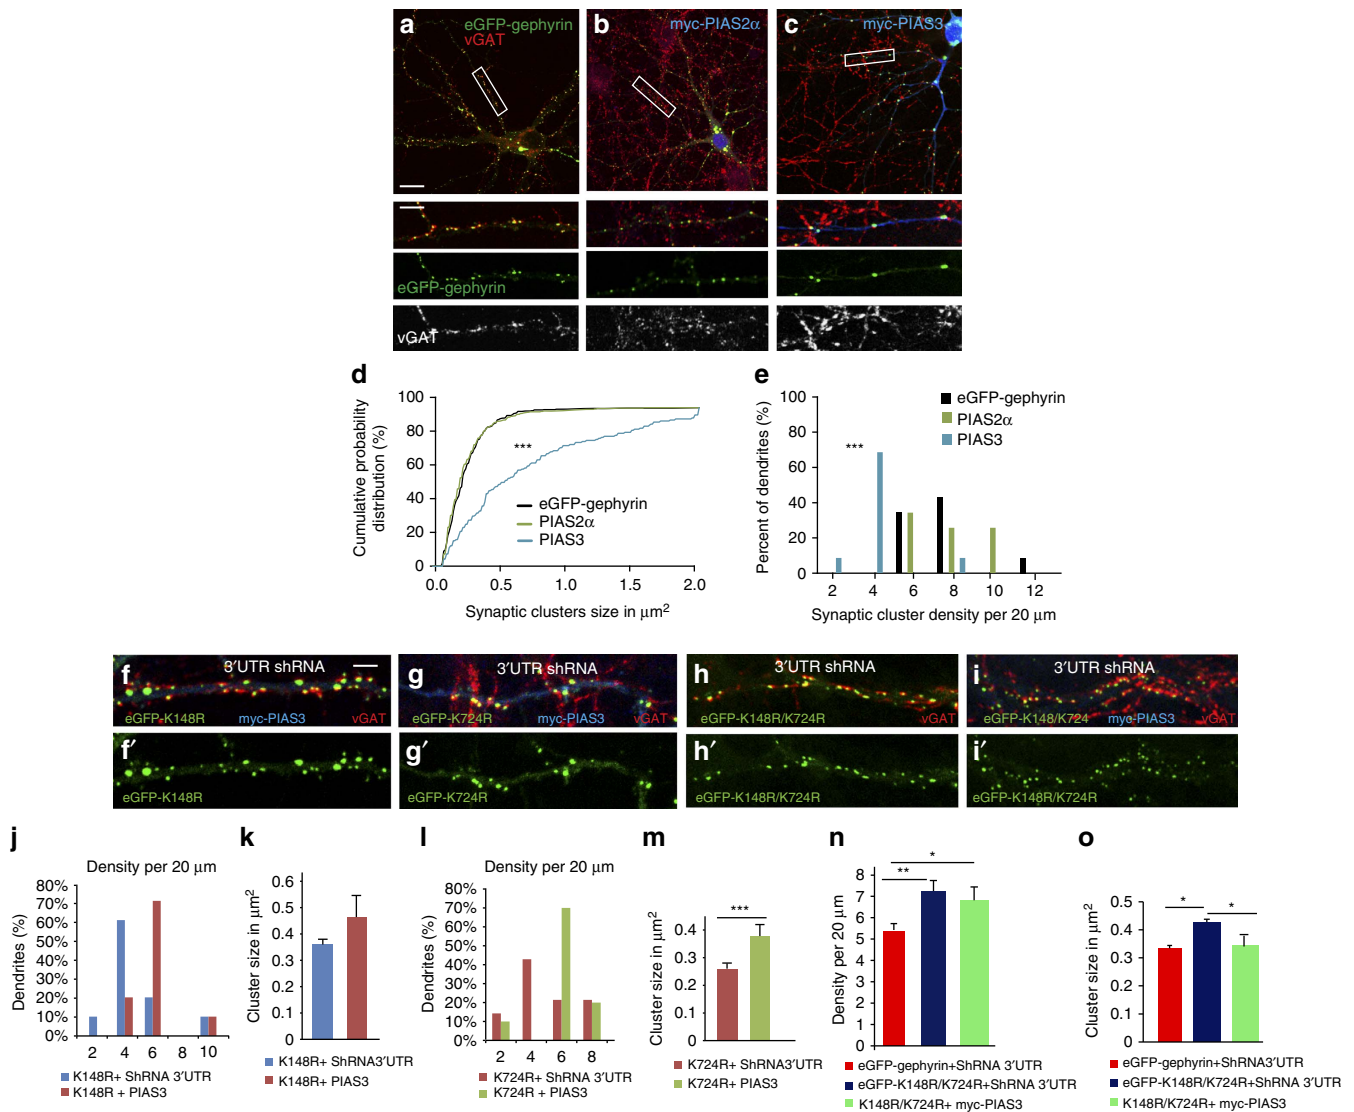 a
eGFP-gephyrin
vGAT
b
myc-PIAS2α
c
myc-PIAS3
eGFP-gephyrin
vGAT
d
Cumulative probability
distribution (%)
100
80
60
40
20
0
***
eGFP-gephyrin
PIAS2α
PIAS3
0.0 0.5 1.0 1.5 2.0
Synaptic clusters size in μm2
e
Percent of dendrites (%)
100
80
60
40
20
0
***
eGFP-gephyrin
PIAS2α
PIAS3
2 4 6 8 10 12
Synaptic cluster density per 20 μm
f
3′UTR shRNA
eGFP-K148R
myc-PIAS3
vGAT
f′
eGFP-K148R
g
3′UTR shRNA
eGFP-K724R
myc-PIAS3
vGAT
g′
eGFP-K724R
h
3′UTR shRNA
eGFP-K148R/K724R
vGAT
h′
eGFP-K148R/K724R
i
3′UTR shRNA
eGFP-K148/K724
myc-PIAS3
vGAT
i′
eGFP-K148R/K724R
j
Density per 20 μm
Dendrites (%)
80%
70%
60%
50%
40%
30%
20%
10%
0%
2 4 6 8 10
K148R+ ShRNA 3′UTR
K148R + PIAS3
k
Cluster size in μm2
0.6
0.5
0.4
0.3
0.2
0.1
0
K148R+ ShRNA3′UTR
K148R+ PIAS3
l
Density per 20 μm
Dendrites (%)
80%
70%
60%
50%
40%
30%
20%
10%
0%
2 4 6 8
K724R+ ShRNA 3′UTR
K724R + PIAS3
m
Cluster size in μm2
0.4
0.3
0.2
0.1
0
***
K724R+ ShRNA3′UTR
K724R+ PIAS3
n
Density per 20 μm
8
7
6
5
4
3
2
1
0
*
**
eGFP-gephyrin+ShRNA3′UTR
eGFP-K148R/K724R+ShRNA 3′UTR
K148R/K724R+ myc-PIAS3
o
Cluster size in μm2
0.5
0.4
0.3
0.2
0.1
0
*
*
eGFP-gephyrin+ShRNA3′UTR
eGFP-K148R/K724R+ShRNA 3′UTR
K148R/K724R+ myc-PIAS3